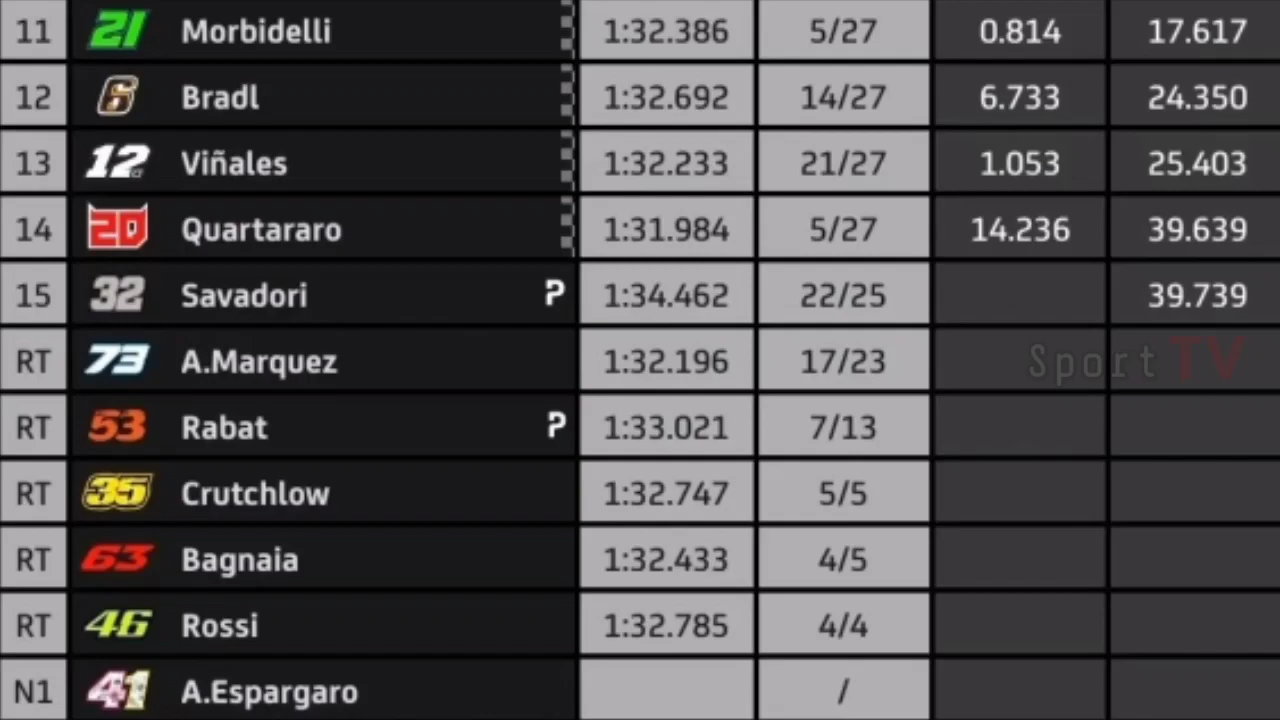 11 21 Morbidelli 1:32.386 5/27 0.814 17.617
12 6 Bradl 1:32.692 14/27 6.733 24.350
13 12 Viñales 1:32.233 21/27 1.053 25.403
14 20 Quartararo 1:31.984 5/27 14.236 39.639
15 32 Savadori P 1:34.462 22/25 39.739
RT 73 A.Marquez 1:32.196 17/23
Sport TV
RT 53 Rabat P 1:33.021 7/13
RT 35 Crutchlow 1:32.747 5/5
RT 63 Bagnaia 1:32.433 4/5
RT 46 Rossi 1:32.785 4/4
N1 41 A.Espargaro /